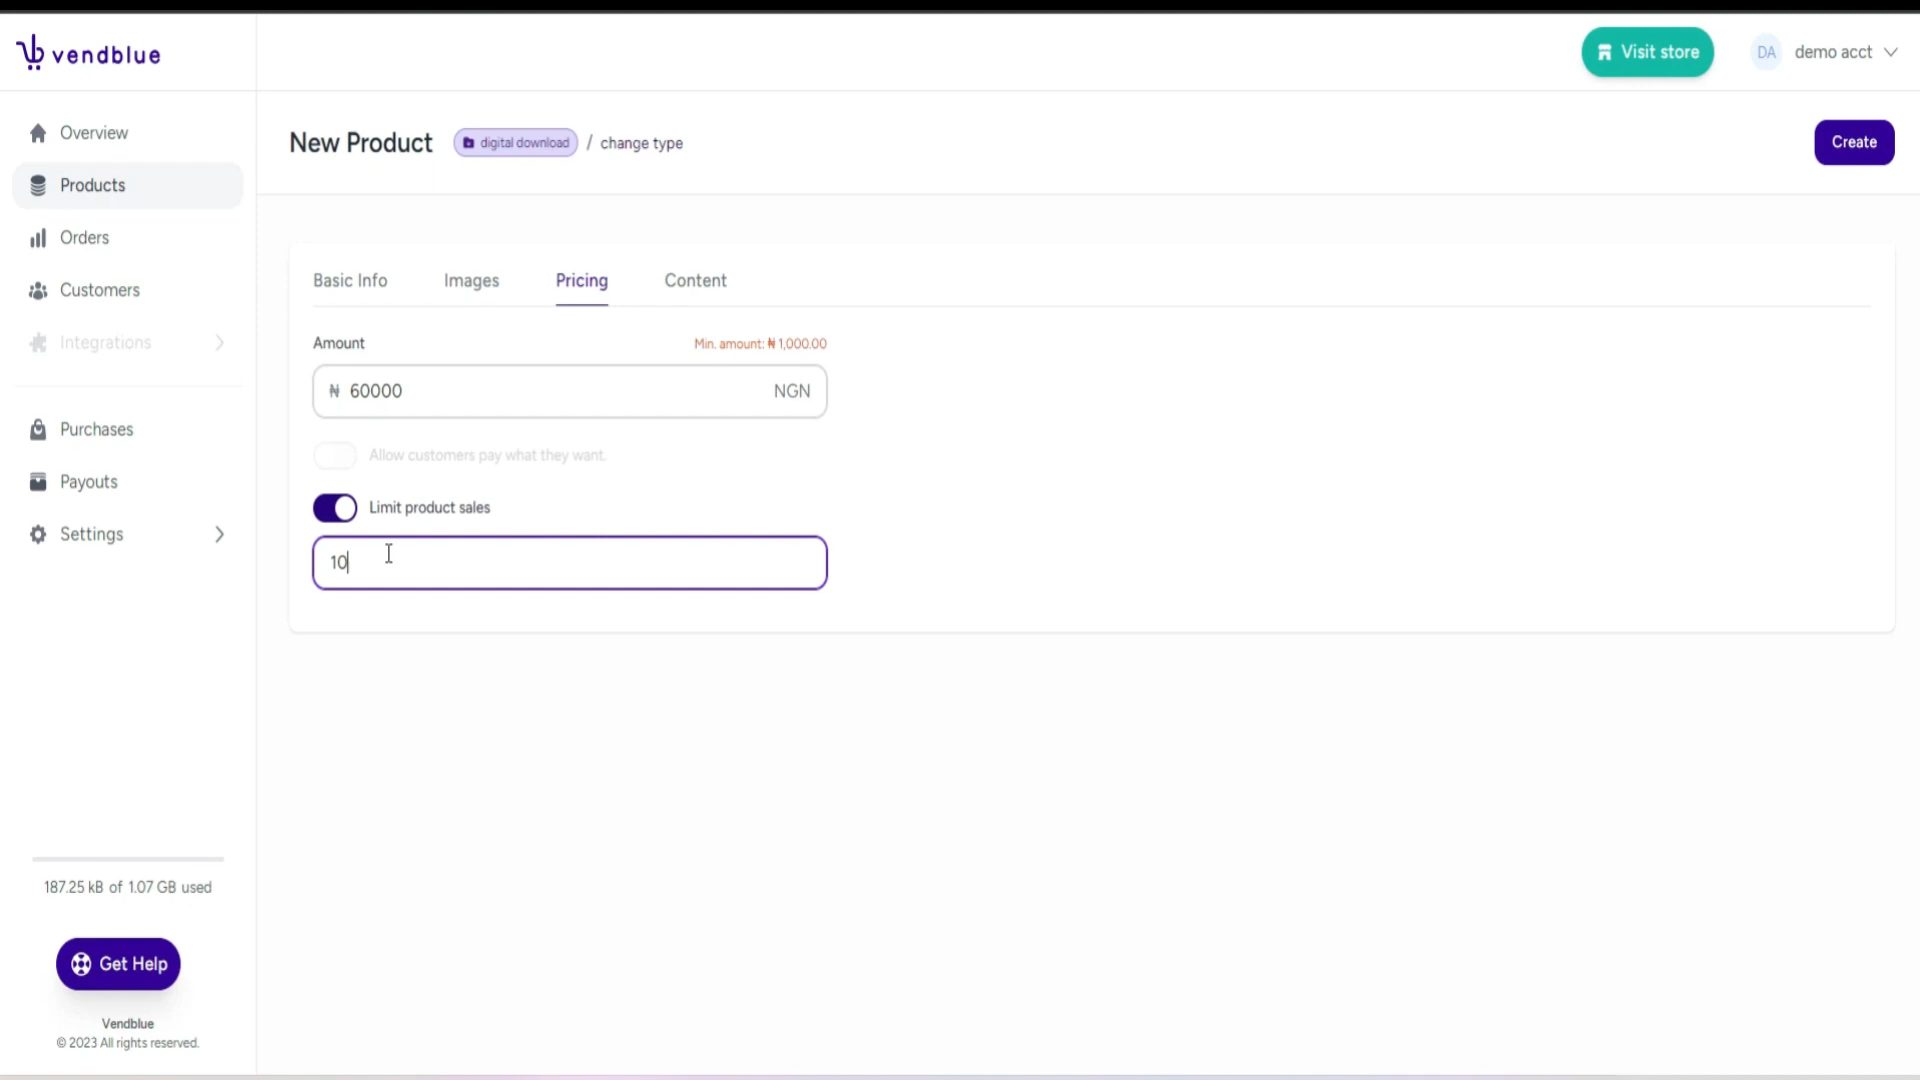 vendblue
Visit store
DA
demo acct
Overview
Products
Orders
Customers
Integrations
Purchases
Payouts
Settings
New Product
digital download
/ change type
Create
Basic Info
Images
Pricing
Content
Amount
Min. amount: ₦ 1,000.00
₦ 60000
NGN
Allow customers pay what they want.
Limit product sales
10
187.25 kB of 1.07 GB used
Get Help
Vendblue
© 2023 All rights reserved.